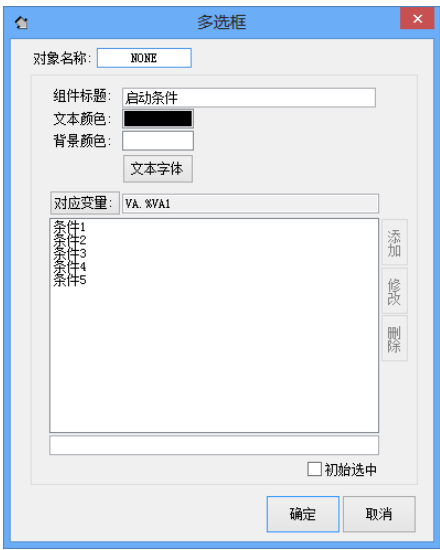 多选框
对象名称: NONE
组件标题: 启动条件
文本颜色:
背景颜色:
文本字体
对应变量: VA.%VA1
条件1
条件2
条件3
条件4
条件5
添加
修改
删除
初始选中
确定 取消